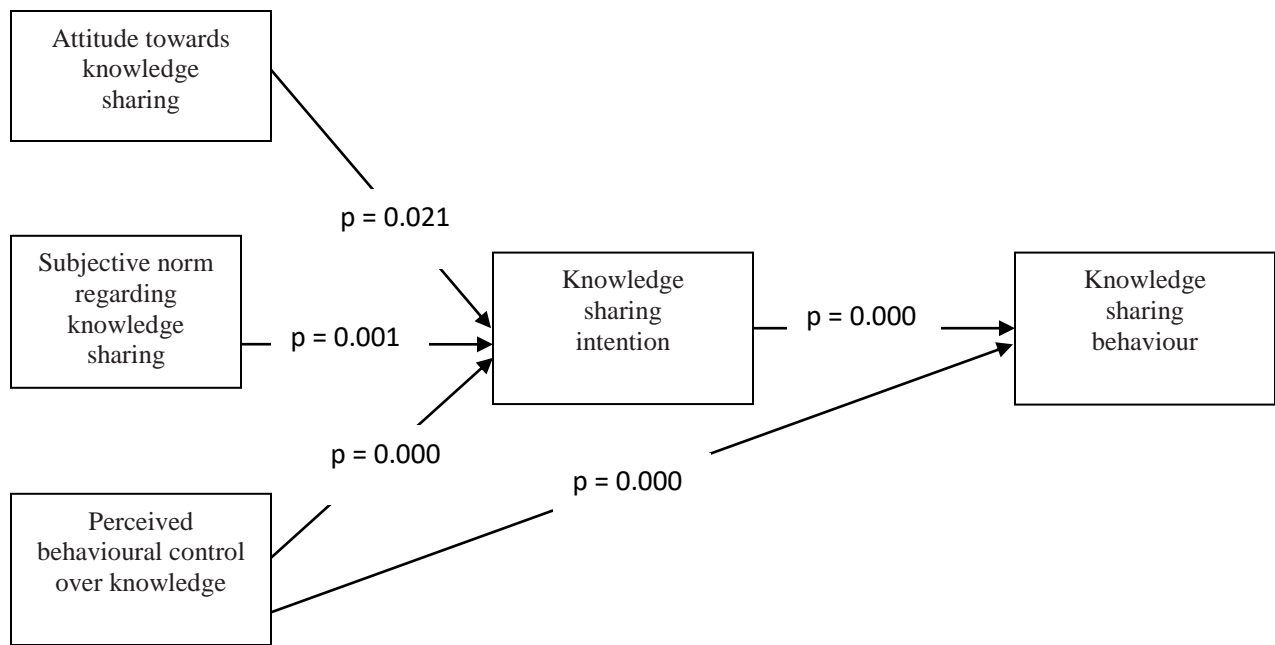 Attitude towards
knowledge
sharing
p = 0.021
Subjective norm
regarding
knowledge
sharing
p = 0.001
Knowledge
sharing
intention
p = 0.000
Knowledge
sharing
behaviour
p = 0.000
p = 0.000
Perceived
behavioural control
over knowledge